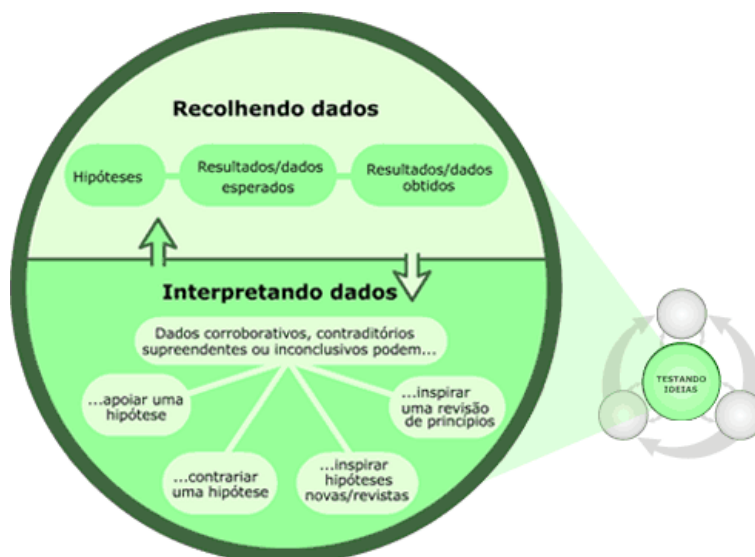 Recolhendo dados
Hipóteses
Resultados/dados
esperados
Resultados/dados
obtidos
Interpretando dados
Dados corroborativos, contraditórios
supreendentes ou inconclusivos podem...
...apoiar uma
hipótese
...contrariar
uma hipótese
...inspirar
hipóteses
novas/revistas
...inspirar
uma revisão
de princípios
TESTANDO
IDEIAS